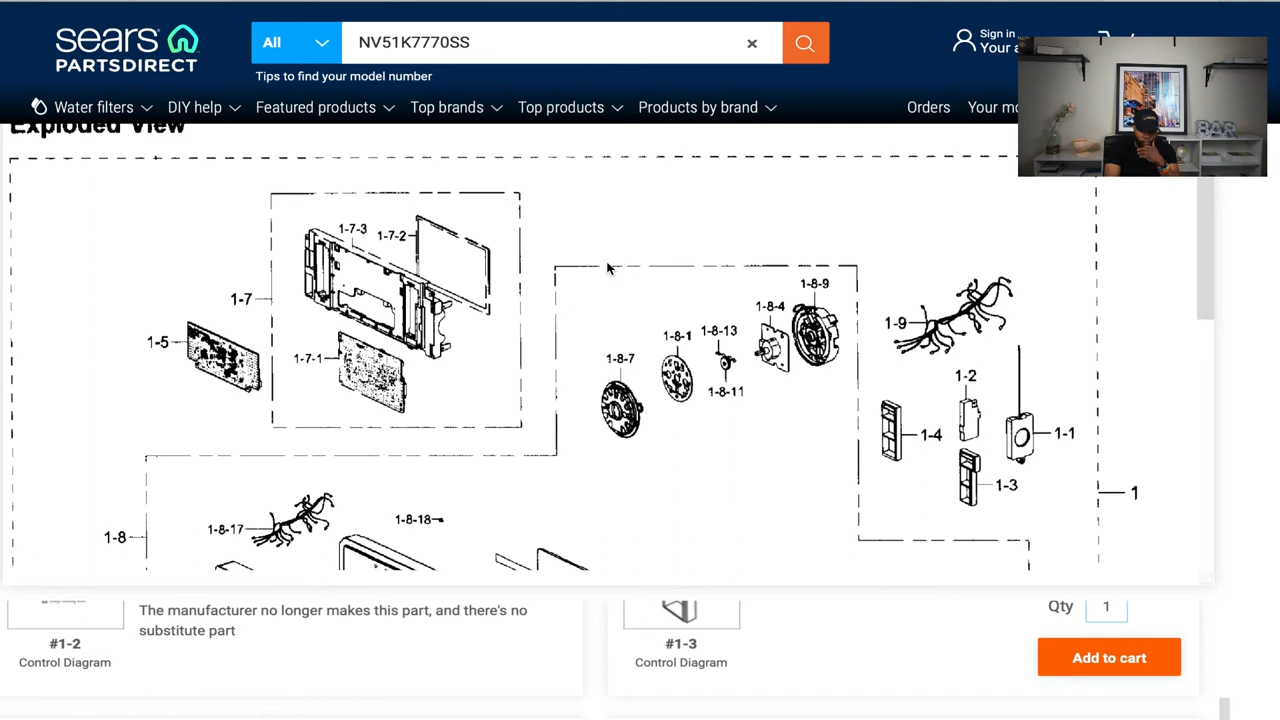 sears
PARTSDIRECT
All
NV51K7770SS
Tips to find your model number
Sign in
Your a
Water filters
DIY help
Featured products
Top brands
Top products
Products by brand
Orders
Your mo
Exploded View
1-7-3
1-7-2
1-7
1-5
1-7-1
1-8-9
1-8-4
1-8-13
1-8-1
1-8-7
1-8-11
1-9
1-2
1-4
1-1
1-3
1
1-8-17
1-8-18
1-8
The manufacturer no longer makes this part, and there's no
substitute part
#1-2
Control Diagram
#1-3
Control Diagram
Qty
1
Add to cart
BAR